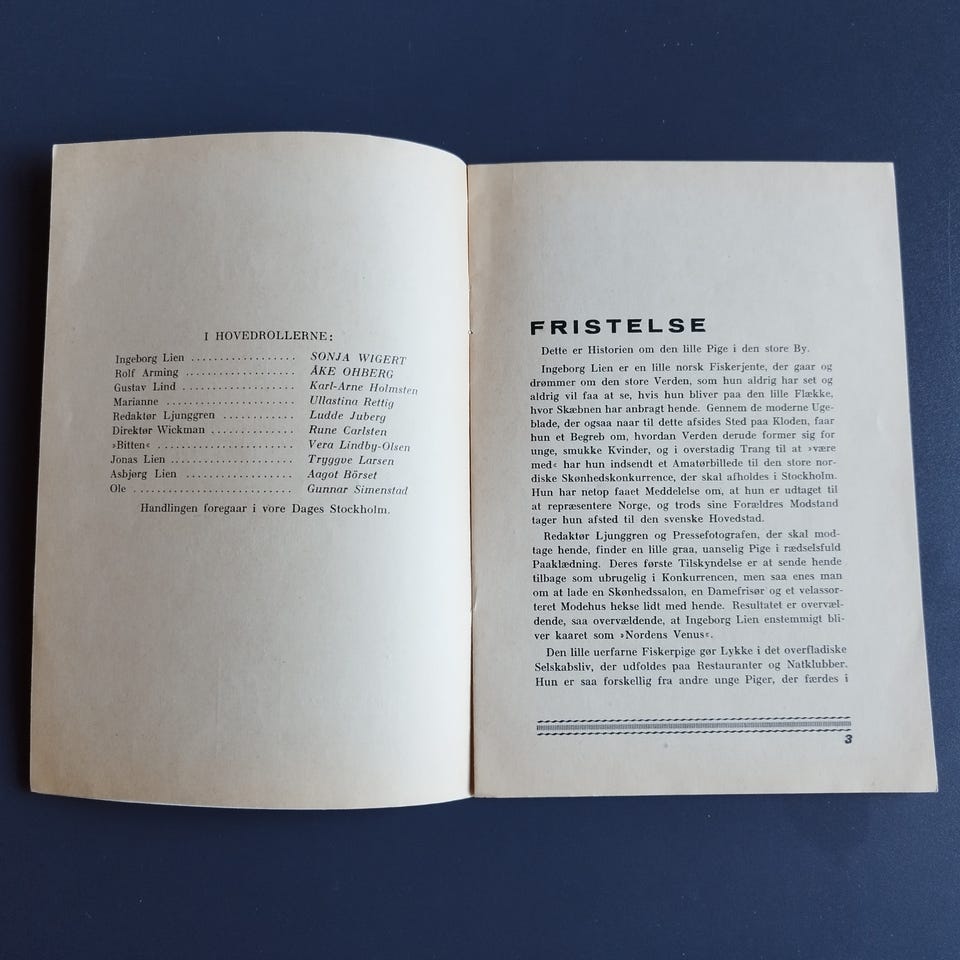 I HOVEDROLLERNE:
Ingeborg Lien .................. SONJA WIGERT
Rolf Arming ................... ÅKE OHBERG
Gustav Lind ................... Karl-Arne Holmsten
Marianne ...................... Ullastina Rettig
Redaktør Ljunggren ............ Ludde Juberg
Direktør Wickman .............. Rune Carlsten
»Bitten« ....................... Vera Lindby-Olsen
Jonas Lien ..................... Tryggve Larsen
Asbjørg Lien .................. Aagot Börset
Ole ........................... Gunnar Simenstad
Handlingen foregaar i vore Dages Stockholm.
FRISTELSE
Dette er Historien om den lille Pige i den store By.
Ingeborg Lien er en lille norsk Fiskerjente, der gaar og
drømmer om den store Verden, som hun aldrig har set og
aldrig vil faa at se, hvis hun bliver paa den lille Flække,
hvor Skæbnen har anbragt hende. Gennem de moderne Uge-
blade, der ogsaa naar til dette afsides Sted paa Kloden, faar
hun et Begreb om, hvordan Verden derude former sig for
unge, smukke Kvinder, og i overstadig Trang til at »være
med« har hun indsendt et Amatørbillede til den store nor-
diske Skønhedskonkurrence, der skal afholdes i Stockholm.
Hun har netop faaet Meddelelse om, at hun er udtaget til
at repræsentere Norge, og trods sine Forældres Modstand
tager hun afsted til den svenske Hovedstad.
Redaktør Ljunggren og Pressefotografen, der skal mod-
tage hende, finder en lille graa, uanselig Pige i rædselsfuld
Paaklædning. Deres første Tilskyndelse er at sende hende
tilbage som ubrugelig i Konkurrencen, men saa enes man
om at lade en Skønhedssalon, en Damefrisør og et velassor-
teret Modehus hekse lidt med hende. Resultatet er overvæl-
dende, saa overvældende, at Ingeborg Lien enstemmigt bli-
ver kaaret som »Nordens Venus«.
Den lille uerfarne Fiskerpige gør Lykke i det overfladiske
Selskabsliv, der udfoldes paa Restauranter og Natklubber.
Hun er saa forskellig fra andre unge Piger, der færdes i
3